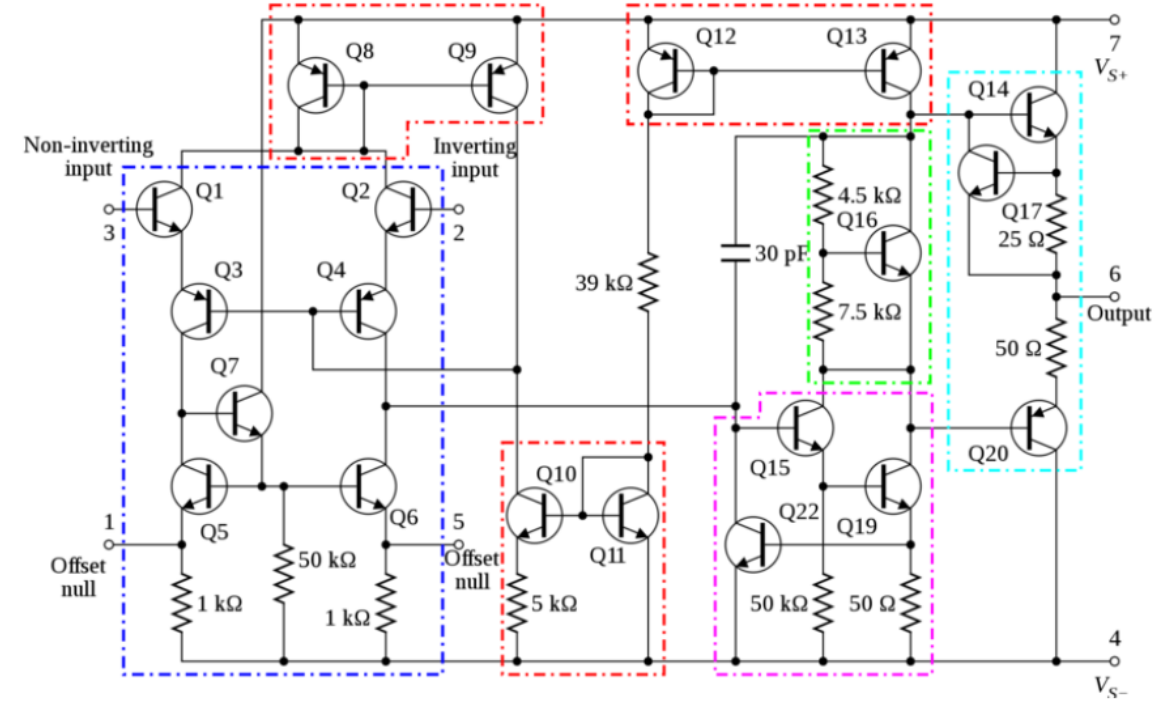 Q8
Q9
Q12
Q13
7
V_S+
Q14
Non-inverting
input
Inverting
input
Q1
Q2
3
2
4.5 kΩ
Q16
Q17
25 Ω
Q3
Q4
39 kΩ
30 pF
7.5 kΩ
6
Output
50 Ω
Q7
Q15
Q20
Q10
Q5
Q6
Q22
Q19
1
Offset
null
5
Offset
null
Q11
50 kΩ
1 kΩ
1 kΩ
5 kΩ
50 kΩ
50 Ω
4
V_S−